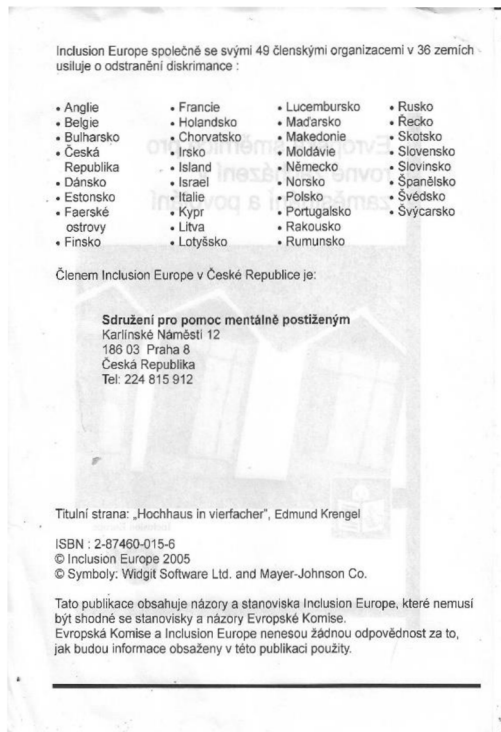 Inclusion Europe společně se svými 49 členskými organizacemi v 36 zemích
usiluje o odstranění diskrimance :
• Anglie
• Belgie
• Bulharsko
• Česká
Republika
• Dánsko
• Estonsko
• Faerské
ostrovy
• Finsko
• Francie
• Holandsko
• Chorvatsko
• Irsko
• Island
• Israel
• Italie
• Kypr
• Litva
• Lotyšsko
• Lucembursko
• Maďarsko
• Makedonie
• Moldávie
• Německo
• Norsko
• Polsko
• Portugalsko
• Rakousko
• Rumunsko
• Rusko
• Řecko
• Skotsko
• Slovensko
• Slovinsko
• Španělsko
• Švédsko
• Švýcarsko
Členem Inclusion Europe v České Republice je:
Sdružení pro pomoc mentálně postiženým
Karlínské Náměstí 12
186 03 Praha 8
Česká Republika
Tel: 224 815 912
Titulní strana: „Hochhaus in vierfacher", Edmund Krengel
ISBN : 2-87460-015-6
© Inclusion Europe 2005
© Symboly: Widgit Software Ltd. and Mayer-Johnson Co.
Tato publikace obsahuje názory a stanoviska Inclusion Europe, které nemusí
být shodné se stanovisky a názory Evropské Komise.
Evropská Komise a Inclusion Europe nenesou žádnou odpovědnost za to,
jak budou informace obsaženy v této publikaci použity.